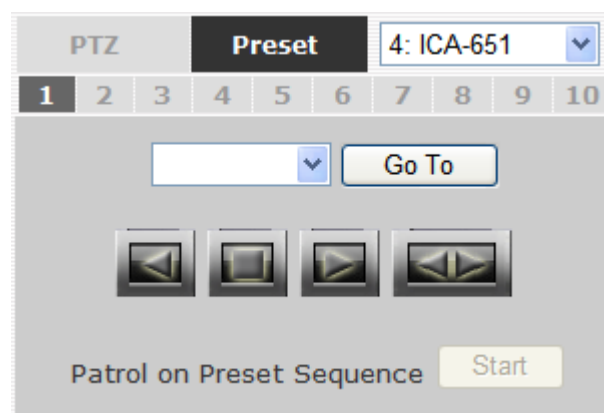 PTZ Preset 4: ICA-651
1 2 3 4 5 6 7 8 9 10
Go To
Patrol on Preset Sequence Start